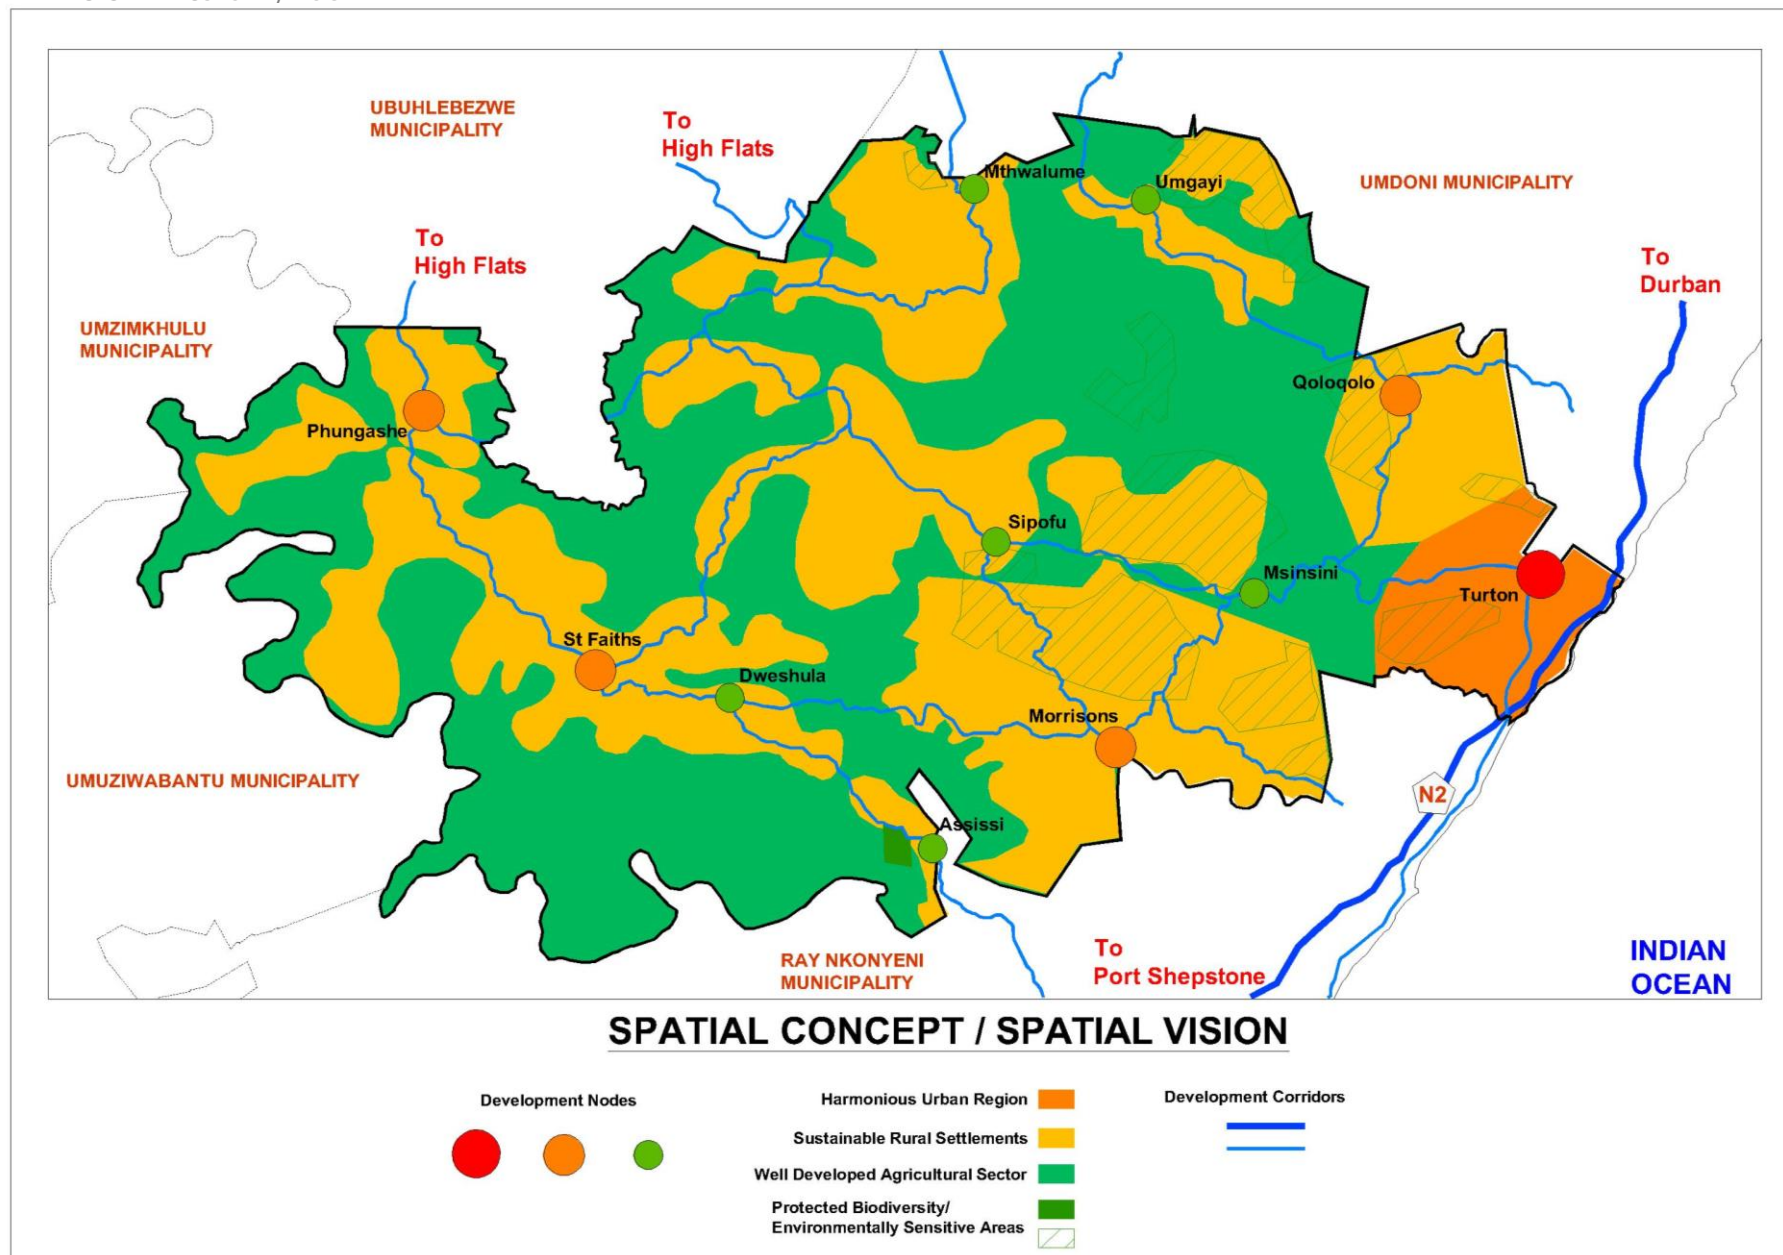 UBUHLEBEZWE
MUNICIPALITY
To
High Flats
Mthwalume
Umgayi
UMDONI MUNICIPALITY
To
High Flats
To
Durban
UMZIMKHULU
MUNICIPALITY
Qoloqolo
Phungashe
Sipofu
Msinsini
Turton
St Faiths
Dweshula
Morrisons
UMUZIWABANTU MUNICIPALITY
N2
Assissi
RAY NKONYENI
MUNICIPALITY
To
Port Shepstone
INDIAN
OCEAN
SPATIAL CONCEPT / SPATIAL VISION
Development Nodes
Harmonious Urban Region
Sustainable Rural Settlements
Well Developed Agricultural Sector
Protected Biodiversity/
Environmentally Sensitive Areas
Development Corridors